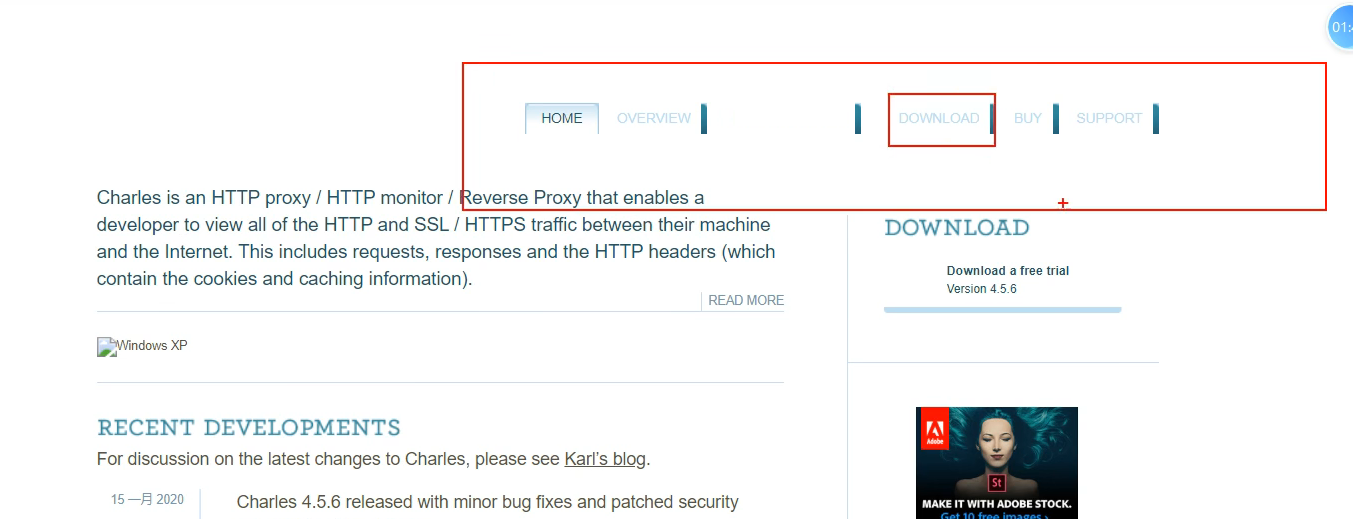 01:
HOME OVERVIEW DOWNLOAD BUY SUPPORT
Charles is an HTTP proxy / HTTP monitor / Reverse Proxy that enables a
developer to view all of the HTTP and SSL / HTTPS traffic between their machine
and the Internet. This includes requests, responses and the HTTP headers (which
contain the cookies and caching information).
READ MORE
Windows XP
RECENT DEVELOPMENTS
For discussion on the latest changes to Charles, please see Karl's blog.
15 一月 2020
Charles 4.5.6 released with minor bug fixes and patched security
DOWNLOAD
Download a free trial
Version 4.5.6
Adobe
St
MAKE IT WITH ADOBE STOCK.
Get 10 free images ›